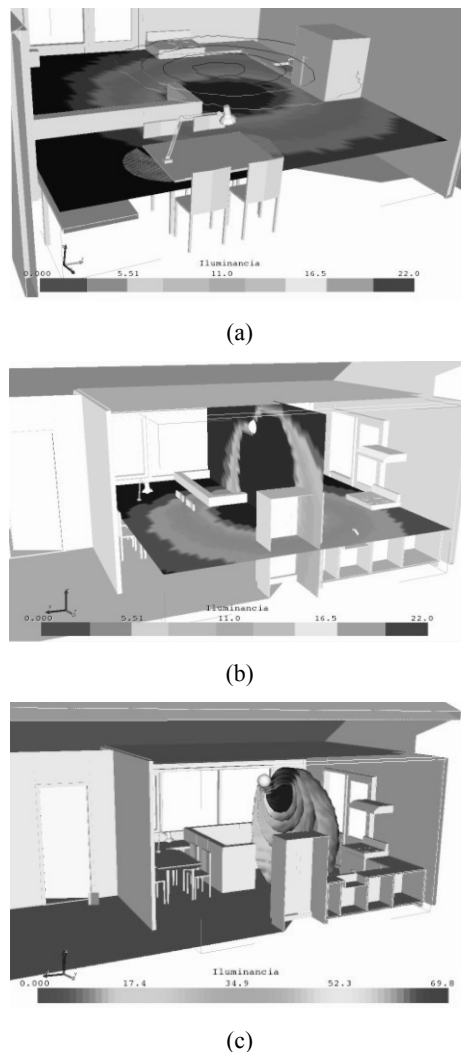 Iluminancia
0.000 5.51 11.0 16.5 22.0
(a)
Iluminancia
0.000 5.51 11.0 16.5 22.0
(b)
Iluminancia
0.000 17.4 34.9 52.3 69.8
(c)